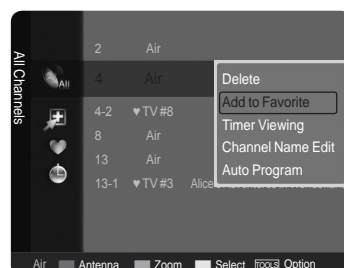 All Channels
All
2 Air
4 Air
4-2 ♥ TV #8
8 Air
13 Air
13-1 ♥ TV #3 Alice
Delete
Add to Favorite
Timer Viewing
Channel Name Edit
Auto Program
Air Antenna Zoom Select TOOLS Option